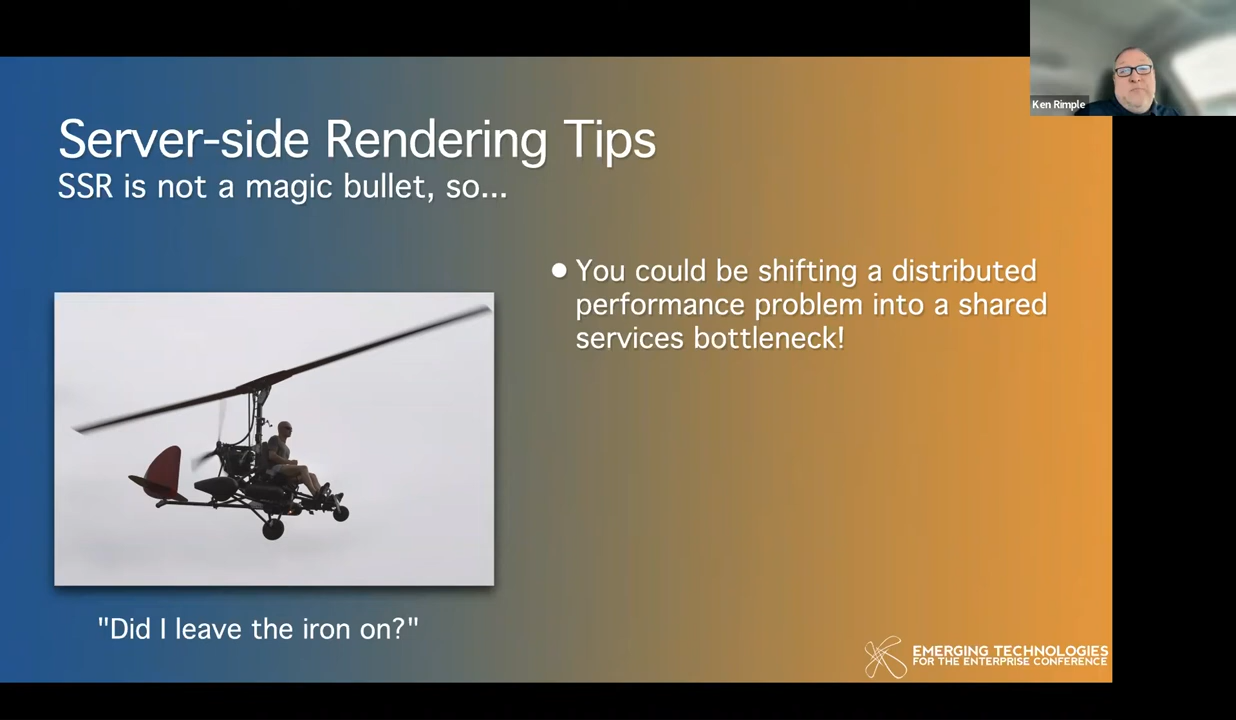 Ken Rimple
Server-side Rendering Tips
SSR is not a magic bullet, so...
● You could be shifting a distributed
performance problem into a shared
services bottleneck!
"Did I leave the iron on?"
EMERGING TECHNOLOGIES
FOR THE ENTERPRISE CONFERENCE